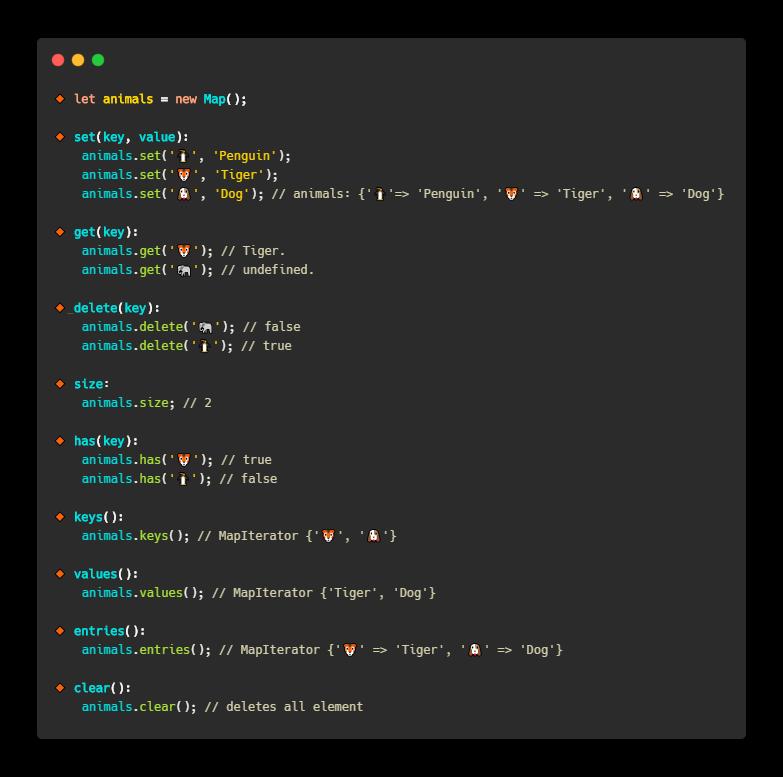 🔸 let animals = new Map();
🔸 set(key, value):
animals.set('🐧', 'Penguin');
animals.set('🐯', 'Tiger');
animals.set('🐶', 'Dog'); // animals: {'🐧'=> 'Penguin', '🐯' => 'Tiger', '🐶' => 'Dog'}
🔸 get(key):
animals.get('🐯'); // Tiger.
animals.get('🐘'); // undefined.
🔸_delete(key):
animals.delete('🐘'); // false
animals.delete('🐧'); // true
🔸 size:
animals.size; // 2
🔸 has(key):
animals.has('🐯'); // true
animals.has('🐧'); // false
🔸 keys():
animals.keys(); // MapIterator {'🐯', '🐶'}
🔸 values():
animals.values(); // MapIterator {'Tiger', 'Dog'}
🔸 entries():
animals.entries(); // MapIterator {'🐯' => 'Tiger', '🐶' => 'Dog'}
🔸 clear():
animals.clear(); // deletes all element